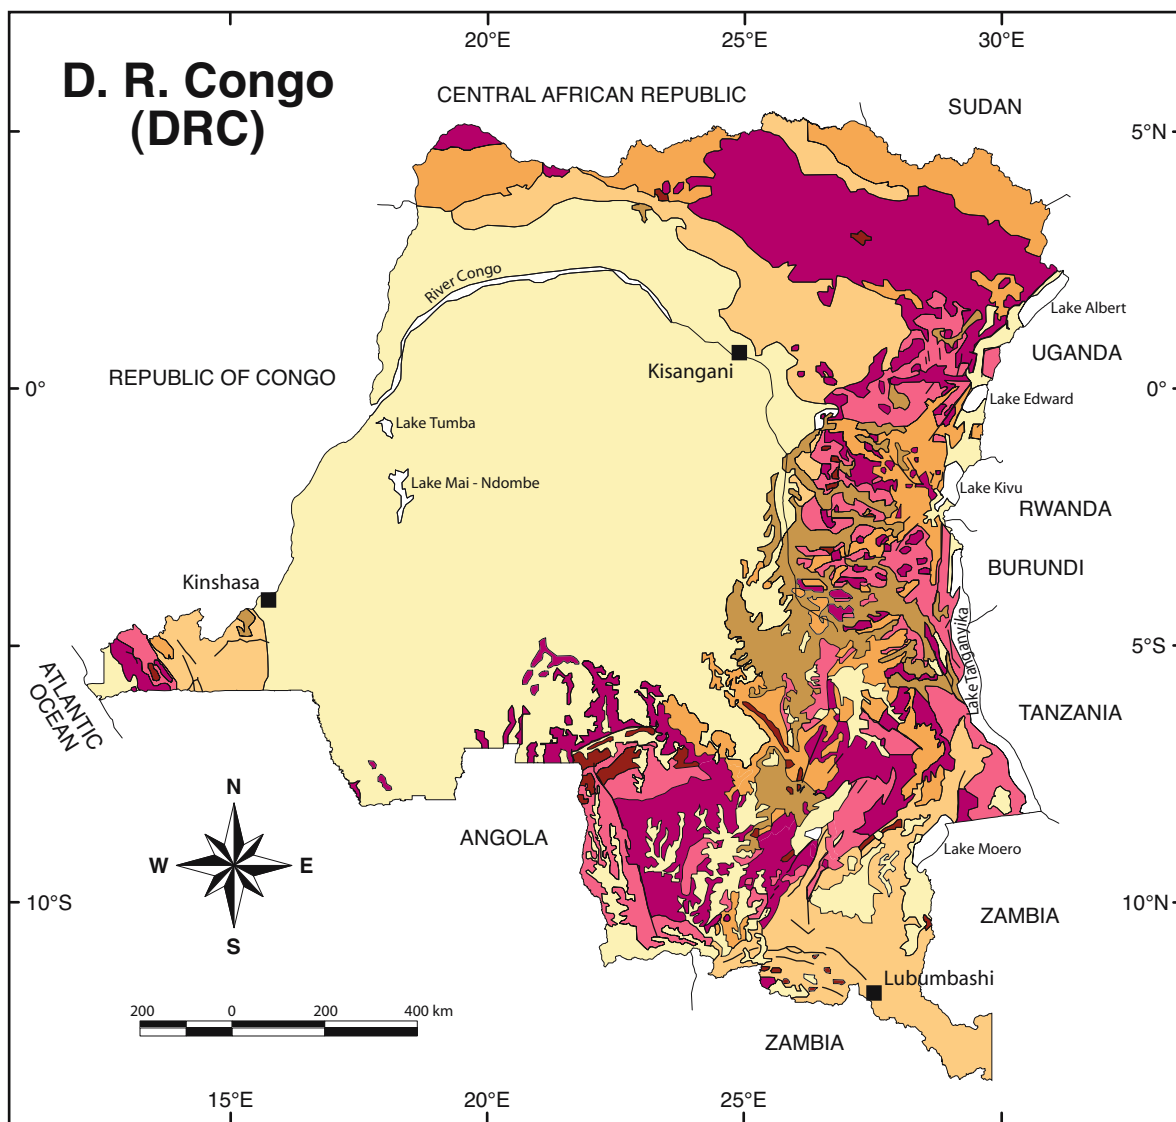 20°E
25°E
30°E
D. R. Congo
(DRC)
CENTRAL AFRICAN REPUBLIC
SUDAN
5°N
River Congo
Lake Albert
UGANDA
Kisangani
REPUBLIC OF CONGO
0°
0°
Lake Edward
Lake Tumba
Lake Mai - Ndombe
Lake Kivu
RWANDA
BURUNDI
Kinshasa
Lake Tanganyika
5°S
ATLANTIC
OCEAN
TANZANIA
N
W
E
S
ANGOLA
Lake Moero
10°S
10°N
ZAMBIA
Lubumbashi
200
0
200
400 km
ZAMBIA
15°E
20°E
25°E